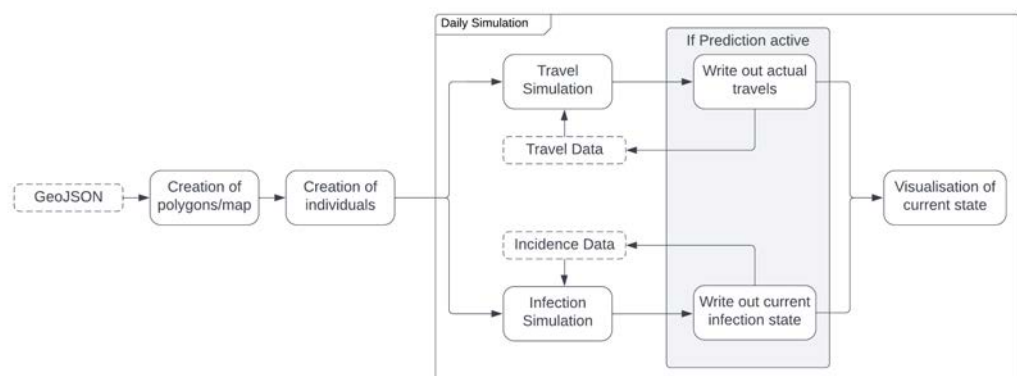 Daily Simulation
If Prediction active
Travel
Simulation
Write out actual
travels
Travel Data
GeoJSON
Creation of
polygons/map
Creation of
individuals
Visualisation of
current state
Incidence Data
Infection
Simulation
Write out current
infection state